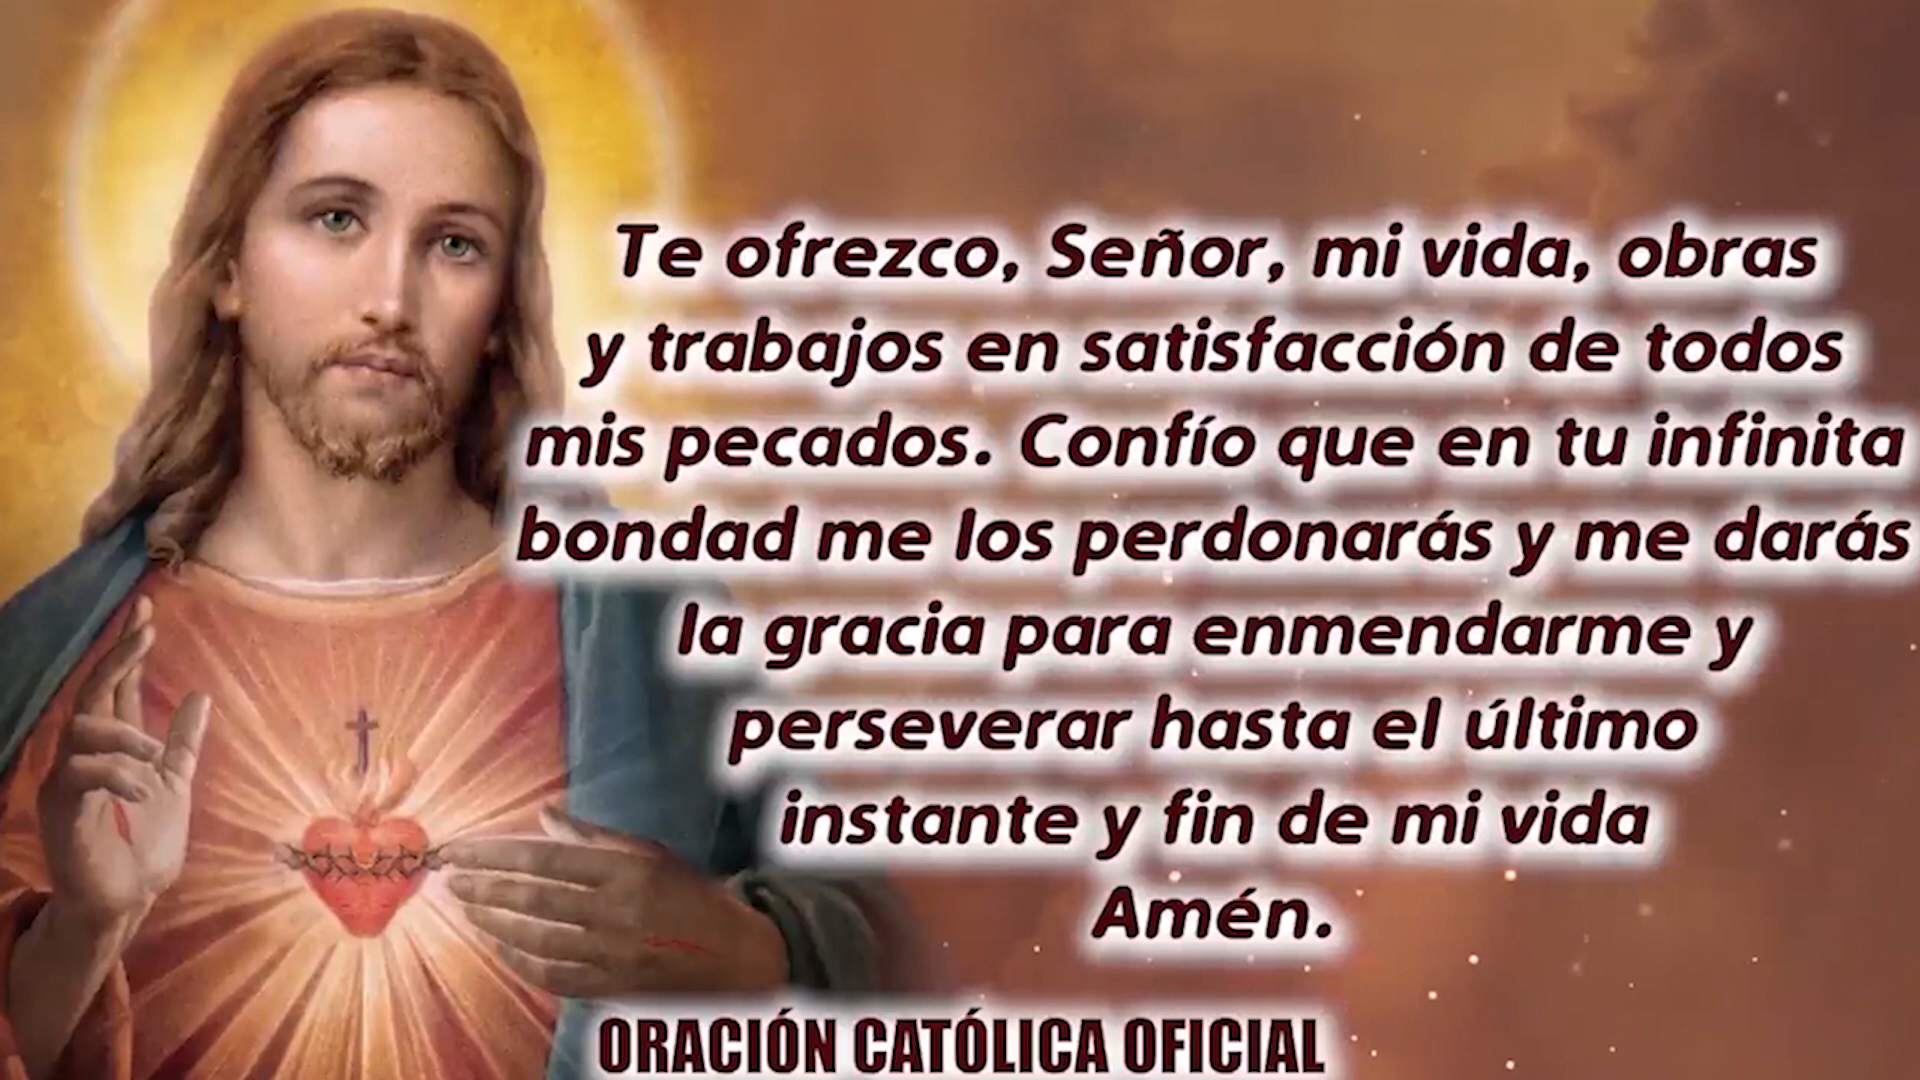 Te ofrezco, Señor, mi vida, obras
y trabajos en satisfacción de todos
mis pecados. Confío que en tu infinita
bondad me los perdonarás y me darás
la gracia para enmendarme y
perseverar hasta el último
instante y fin de mi vida
Amén.
ORACIÓN CATÓLICA OFICIAL